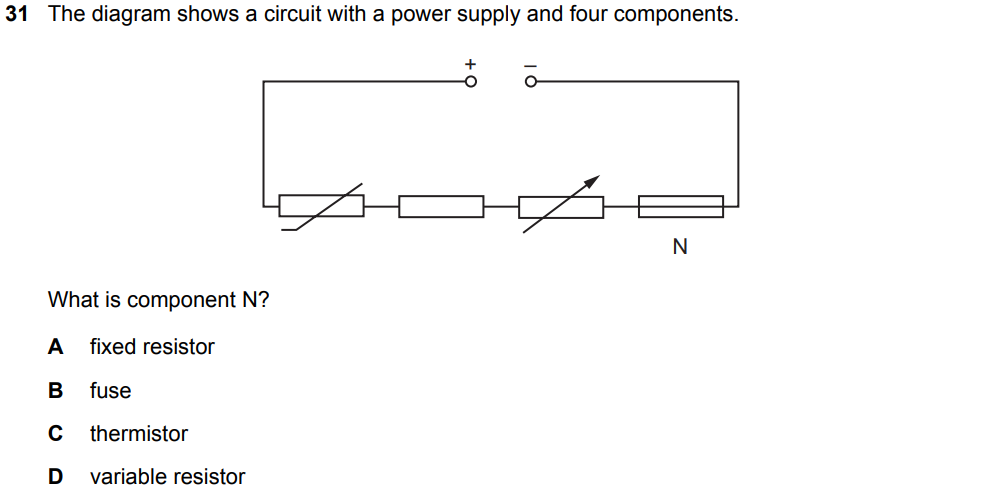 31 The diagram shows a circuit with a power supply and four components.
+ –
N
What is component N?
A fixed resistor
B fuse
C thermistor
D variable resistor